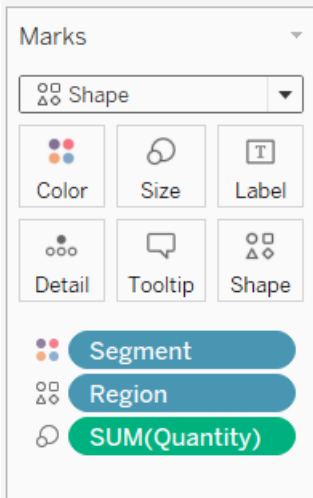 Marks
Shape
Color Size Label
Detail Tooltip Shape
Segment
Region
SUM(Quantity)